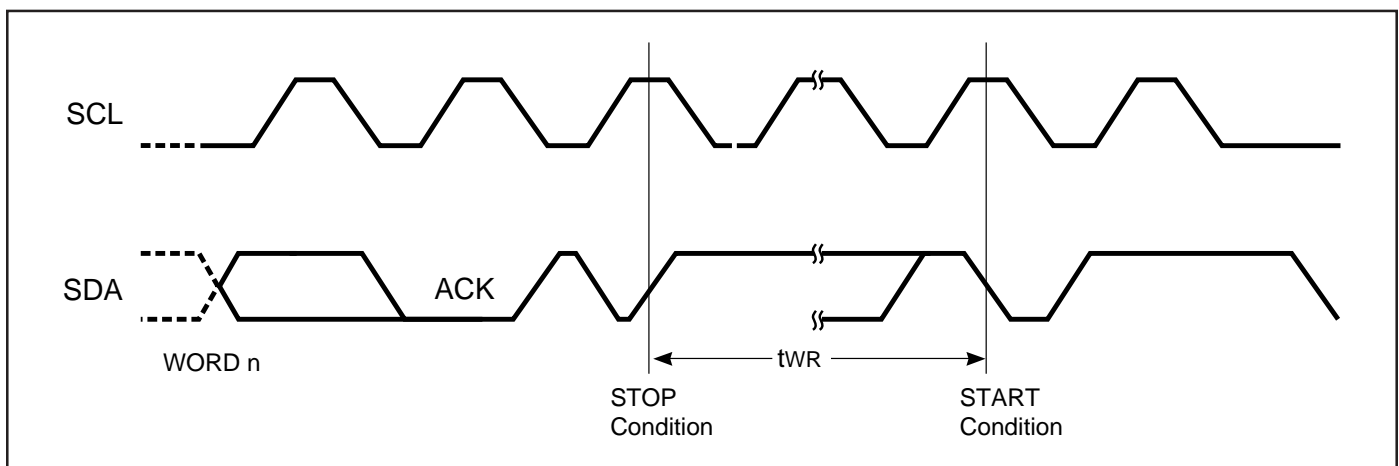 SCL
SDA
ACK
WORD n
tWR
STOP
Condition
START
Condition